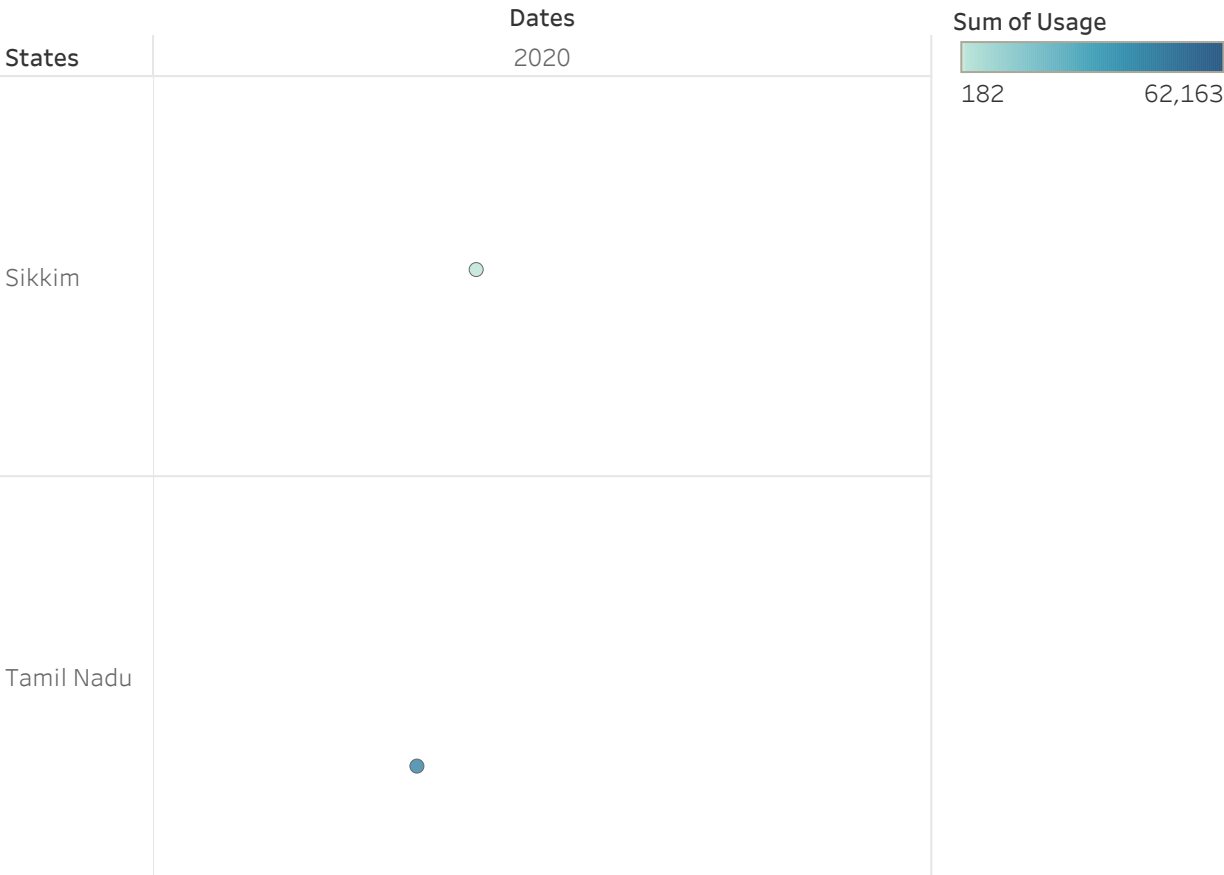 Dates
States
2020
Sikkim
Tamil Nadu
Sum of Usage
182
62,163